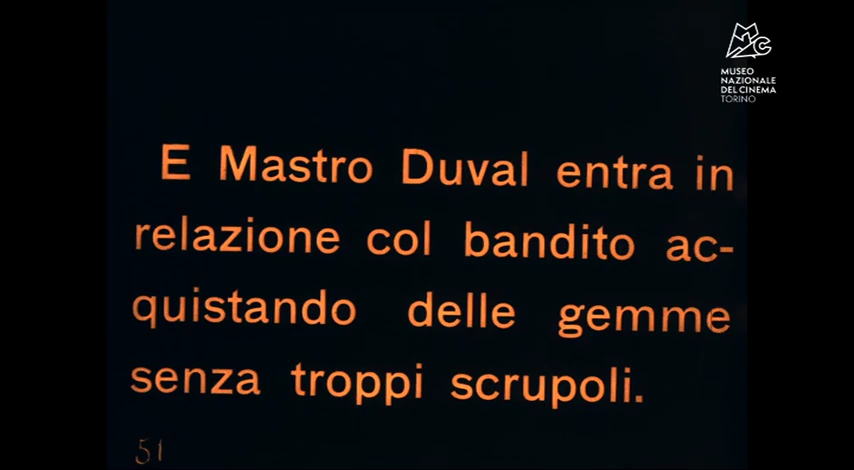 MUSEO
NAZIONALE
DEL CINEMA
TORINO
E Mastro Duval entra in
relazione col bandito ac-
quistando delle gemme
senza troppi scrupoli.
51